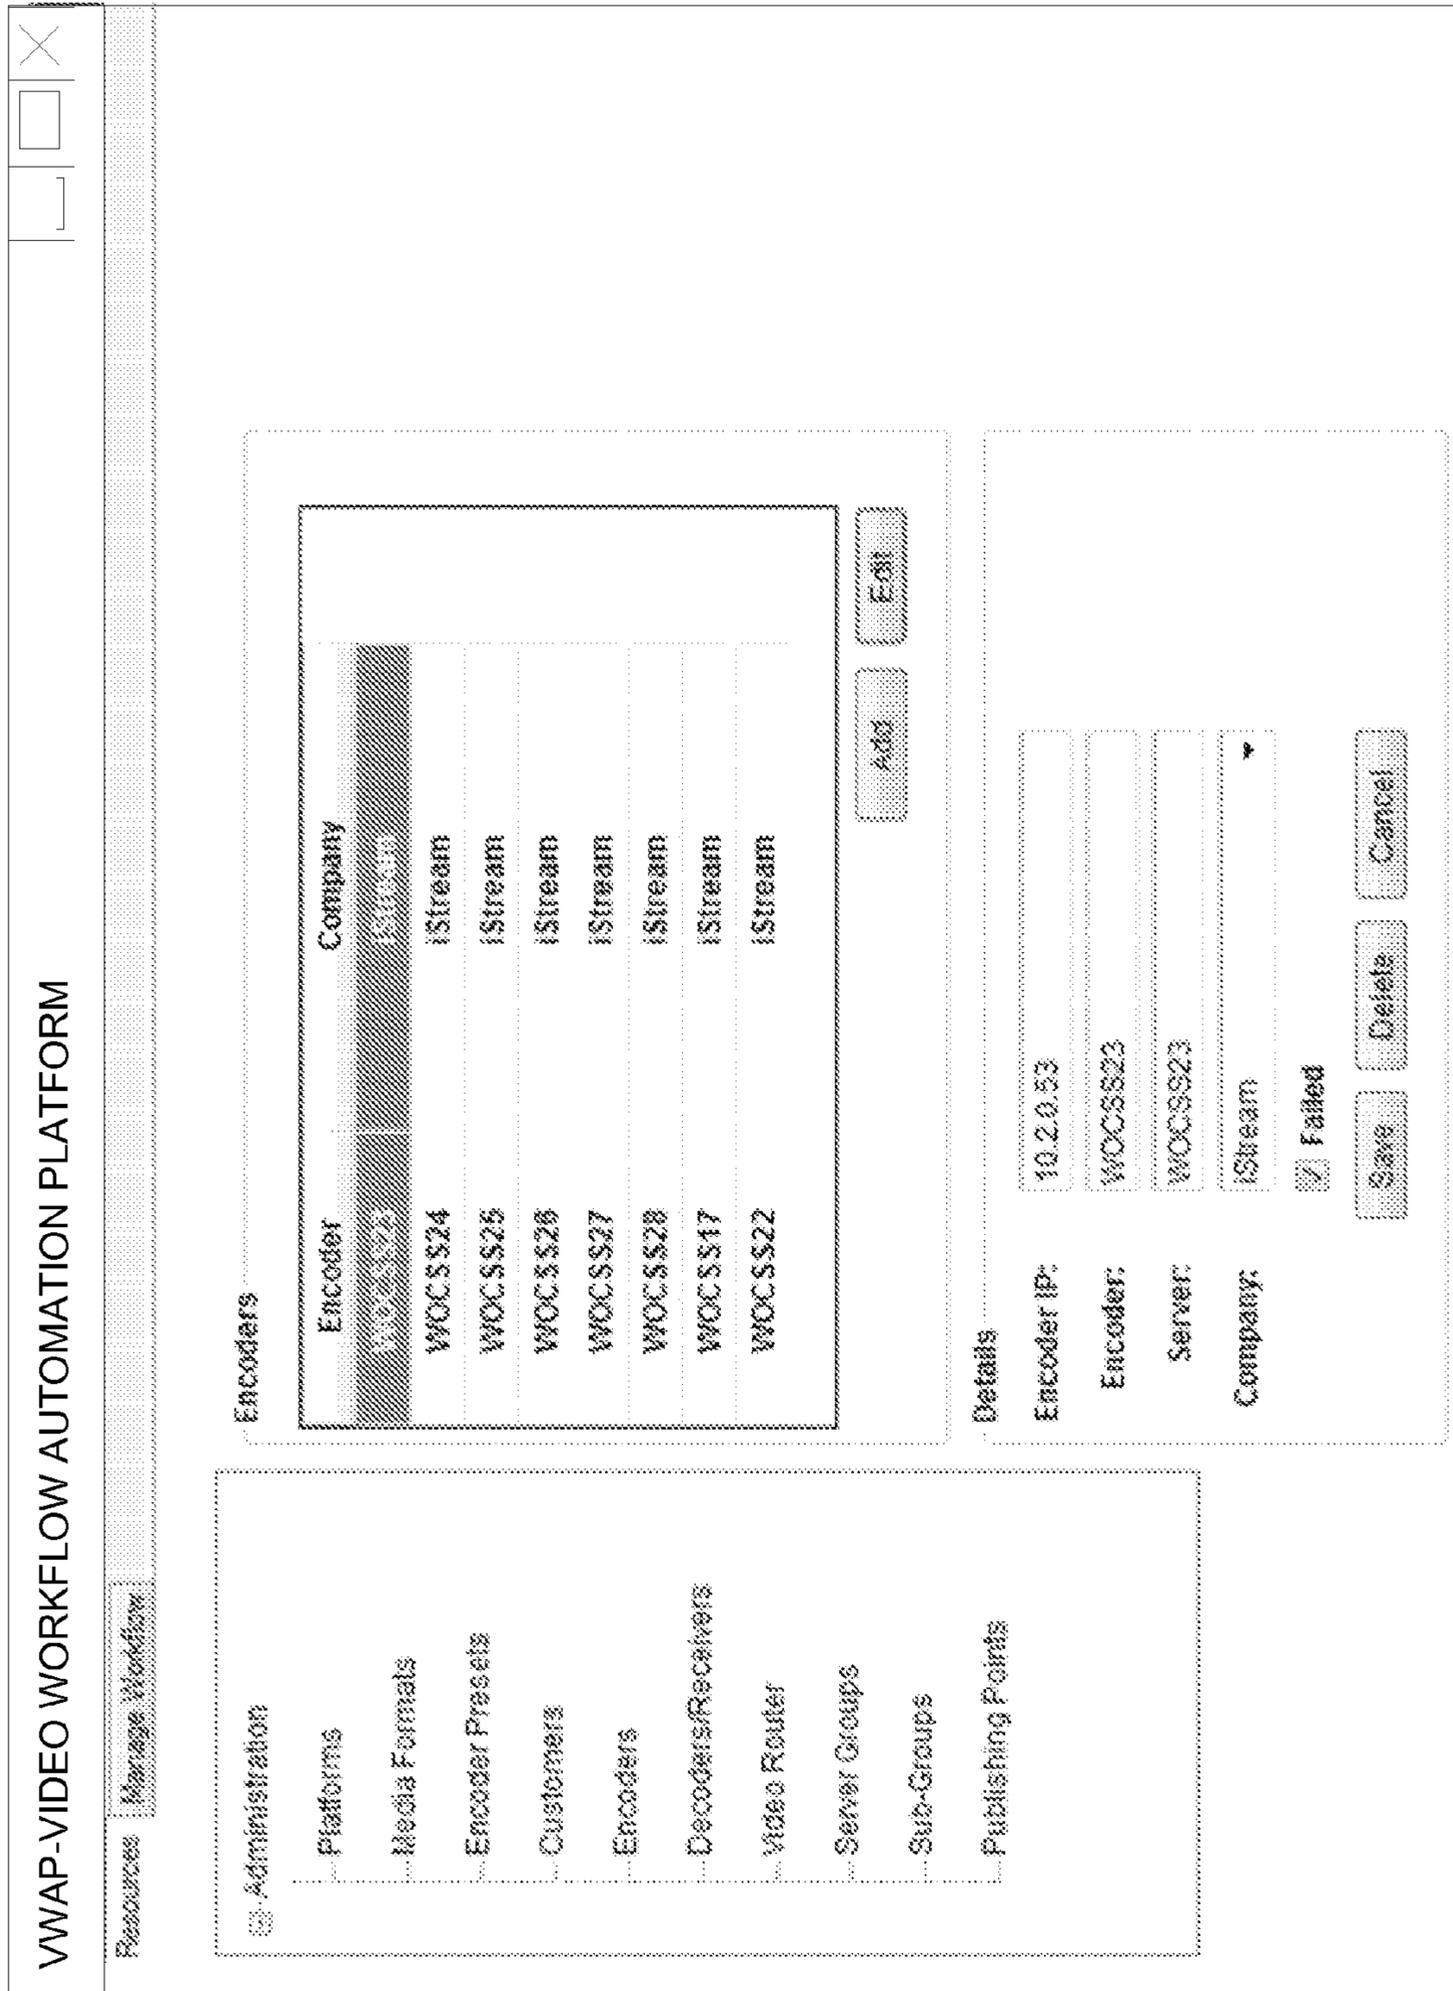 VWAP-VIDEO WORKFLOW AUTOMATION PLATFORM
Resources Manage Workflow
Administration
Platforms
Media Formats
Encoder Presets
Customers
Encoders
Decoders/Receivers
Video Router
Server Groups
Sub-Groups
Publishing Points
Encoders
Encoder Company
WOCSS23 iStream
WOCSS24 iStream
WOCSS25 iStream
WOCSS26 iStream
WOCSS27 iStream
WOCSS28 iStream
WOCSS17 iStream
WOCSS22 iStream
Add Edit
Details
Encoder IP: 10.2.0.53
Encoder: WOCSS23
Server: WOCSS23
Company: iStream
Failed
Save Delete Cancel